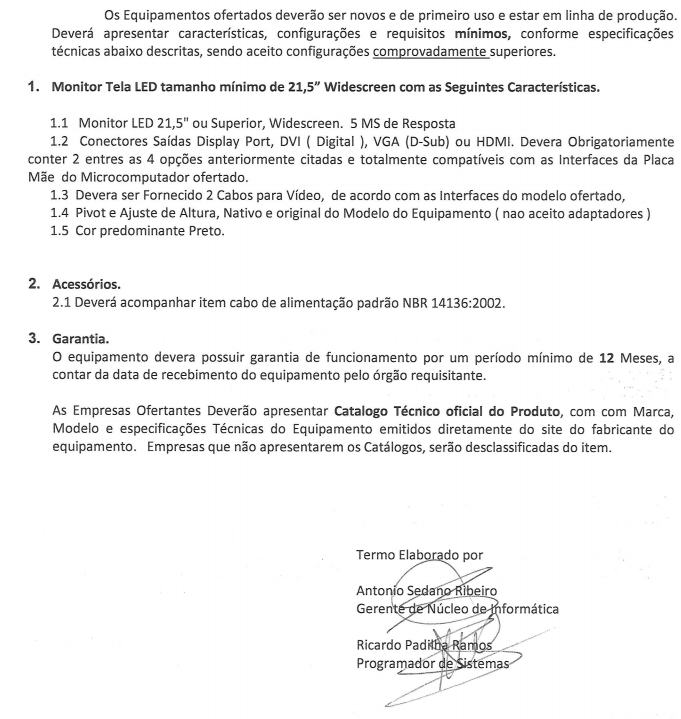 Os Equipamentos ofertados deverão ser novos e de primeiro uso e estar em linha de produção.
Deverá apresentar características, configurações e requisitos mínimos, conforme especificações
técnicas abaixo descritas, sendo aceito configurações comprovadamente superiores.
1. Monitor Tela LED tamanho mínimo de 21,5” Widescreen com as Seguintes Características.
1.1 Monitor LED 21,5" ou Superior, Widescreen. 5 MS de Resposta
1.2 Conectores Saídas Display Port, DVI ( Digital ), VGA (D-Sub) ou HDMI. Devera Obrigatoriamente
conter 2 entres as 4 opções anteriormente citadas e totalmente compatíveis com as Interfaces da Placa
Mãe do Microcomputador ofertado.
1.3 Devera ser Fornecido 2 Cabos para Vídeo, de acordo com as Interfaces do modelo ofertado,
1.4 Pivot e Ajuste de Altura, Nativo e original do Modelo do Equipamento ( nao aceito adaptadores )
1.5 Cor predominante Preto.
2. Acessórios.
2.1 Deverá acompanhar item cabo de alimentação padrão NBR 14136:2002.
3. Garantia.
O equipamento devera possuir garantia de funcionamento por um período mínimo de 12 Meses, a
contar da data de recebimento do equipamento pelo órgão requisitante.
As Empresas Ofertantes Deverão apresentar Catalogo Técnico oficial do Produto, com com Marca,
Modelo e especificações Técnicas do Equipamento emitidos diretamente do site do fabricante do
equipamento. Empresas que não apresentarem os Catálogos, serão desclassificadas do item.
Termo Elaborado por
Antonio Sedano Ribeiro
Gerente de Núcleo de Informática
Ricardo Padilha Ramos
Programador de Sistemas